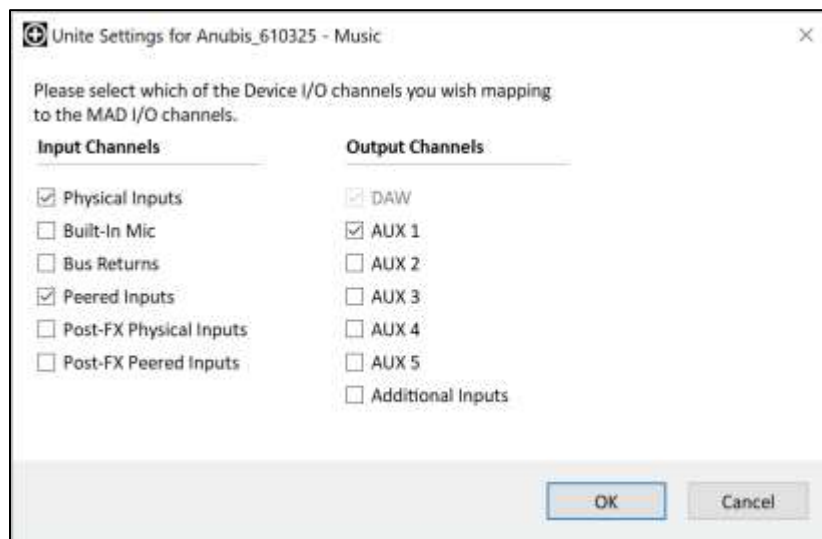 Unite Settings for Anubis_610325 - Music
Please select which of the Device I/O channels you wish mapping
to the MAD I/O channels.
Input Channels
Physical Inputs
Built-In Mic
Bus Returns
Peered Inputs
Post-FX Physical Inputs
Post-FX Peered Inputs
Output Channels
DAW
AUX 1
AUX 2
AUX 3
AUX 4
AUX 5
Additional Inputs
OK
Cancel